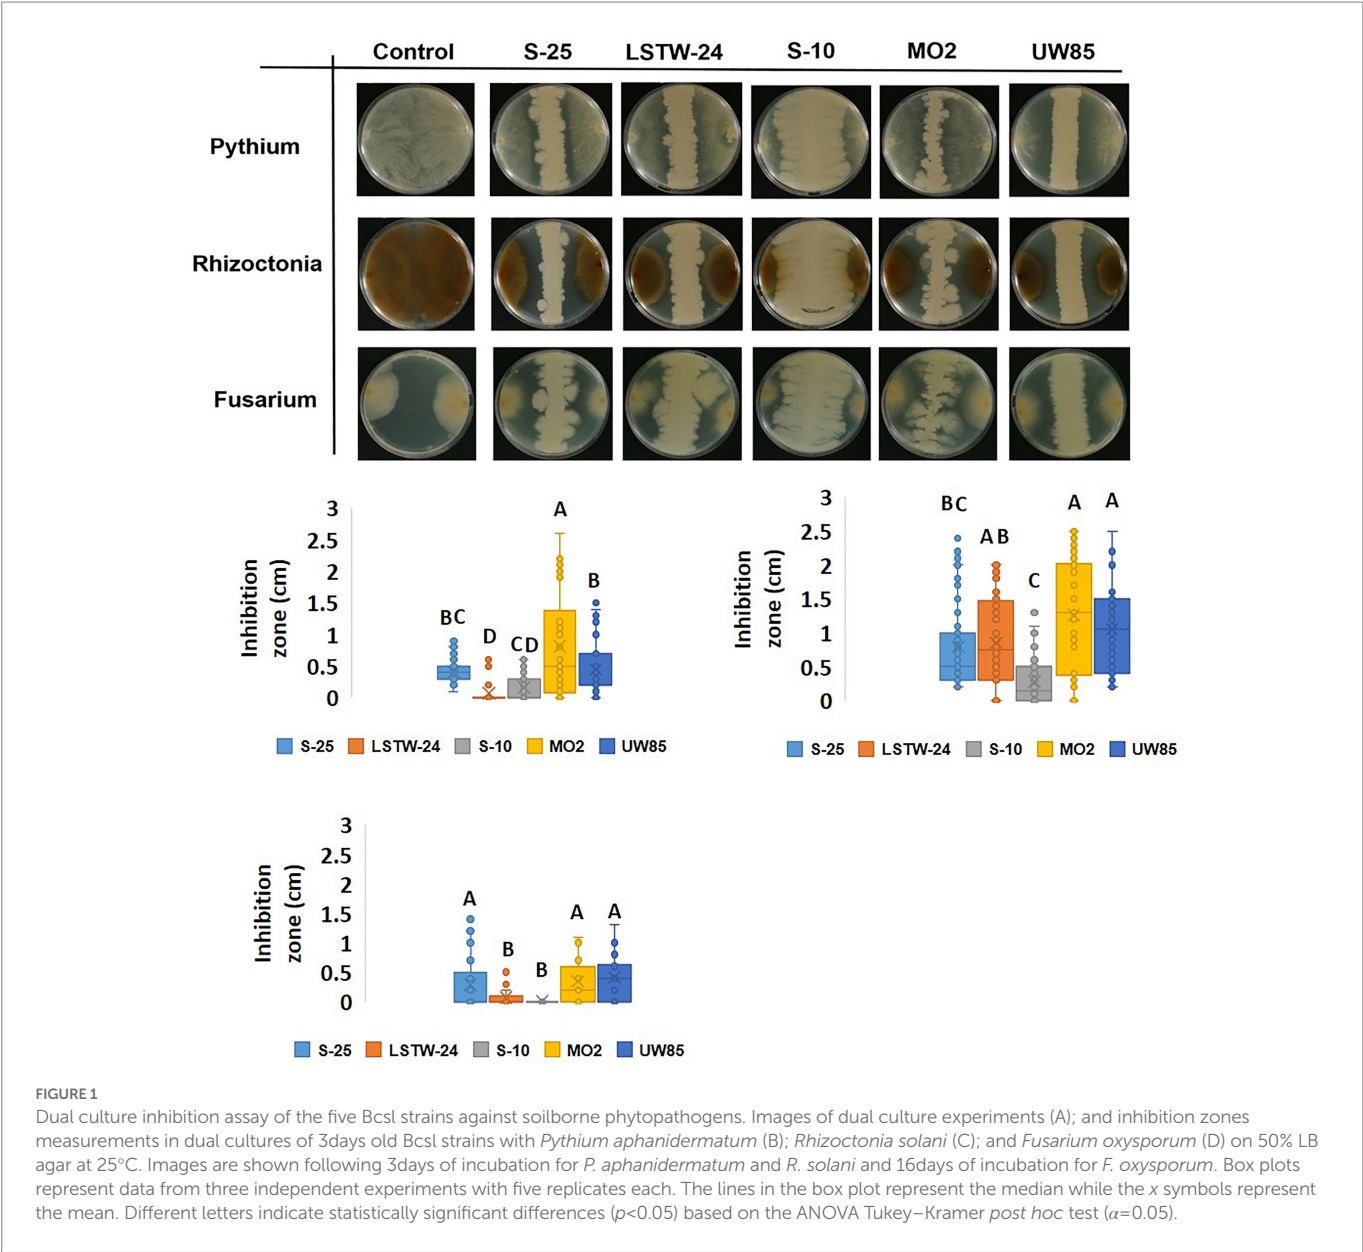 Control S-25 LSTW-24 S-10 MO2 UW85
Pythium
Rhizoctonia
Fusarium
Inhibition
zone (cm)
3
2.5
2
1.5
1
0.5
0
BC D CD A B
S-25 LSTW-24 S-10 MO2 UW85
Inhibition
zone (cm)
3
2.5
2
1.5
1
0.5
0
BC AB C A A
S-25 LSTW-24 S-10 MO2 UW85
Inhibition
zone (cm)
3
2.5
2
1.5
1
0.5
0
A B B A A
S-25 LSTW-24 S-10 MO2 UW85
FIGURE 1
Dual culture inhibition assay of the five Bcsl strains against soilborne phytopathogens. Images of dual culture experiments (A); and inhibition zones
measurements in dual cultures of 3days old Bcsl strains with Pythium aphanidermatum (B); Rhizoctonia solani (C); and Fusarium oxysporum (D) on 50% LB
agar at 25°C. Images are shown following 3days of incubation for P. aphanidermatum and R. solani and 16days of incubation for F. oxysporum. Box plots
represent data from three independent experiments with five replicates each. The lines in the box plot represent the median while the x symbols represent
the mean. Different letters indicate statistically significant differences (p<0.05) based on the ANOVA Tukey–Kramer post hoc test (α=0.05).